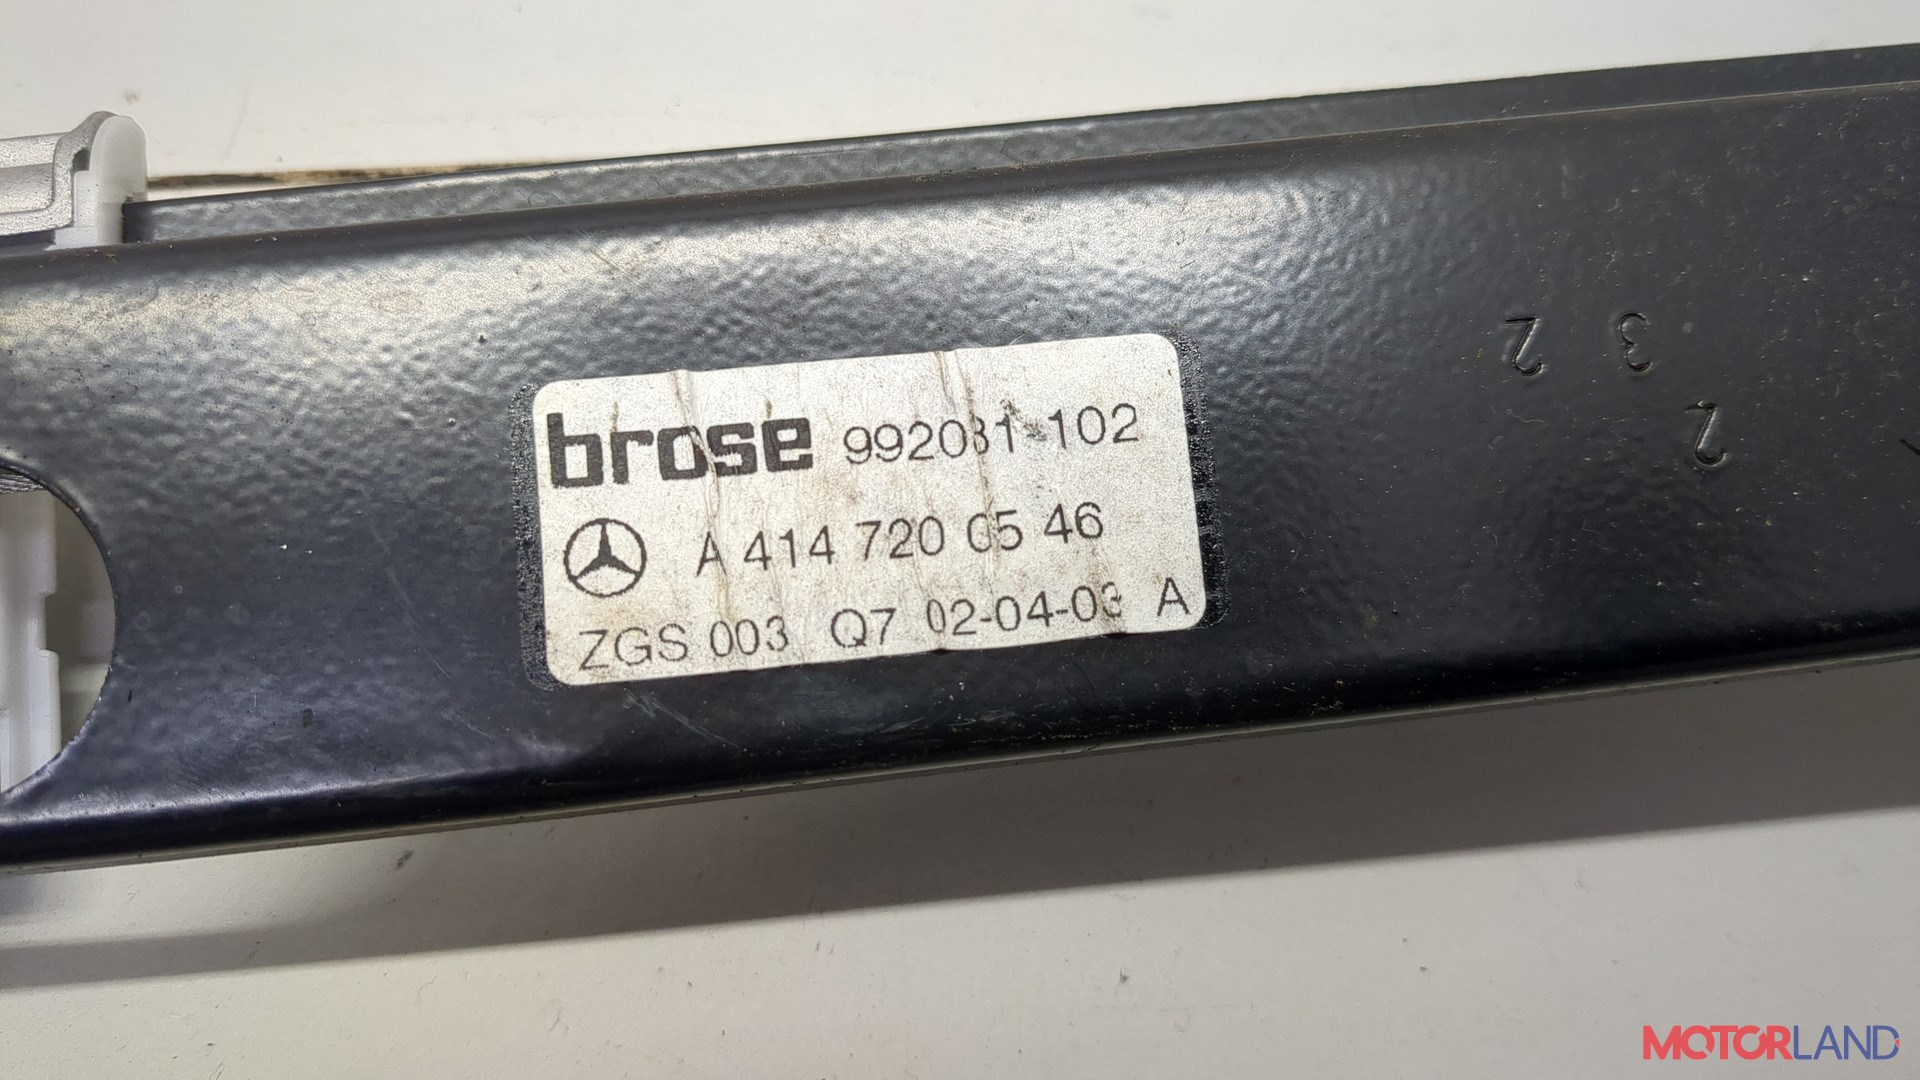 brose 992081-102
A 414 720 05 46
ZGS 003 Q7 02-04-03 A
2 3
2
MOTORLAND